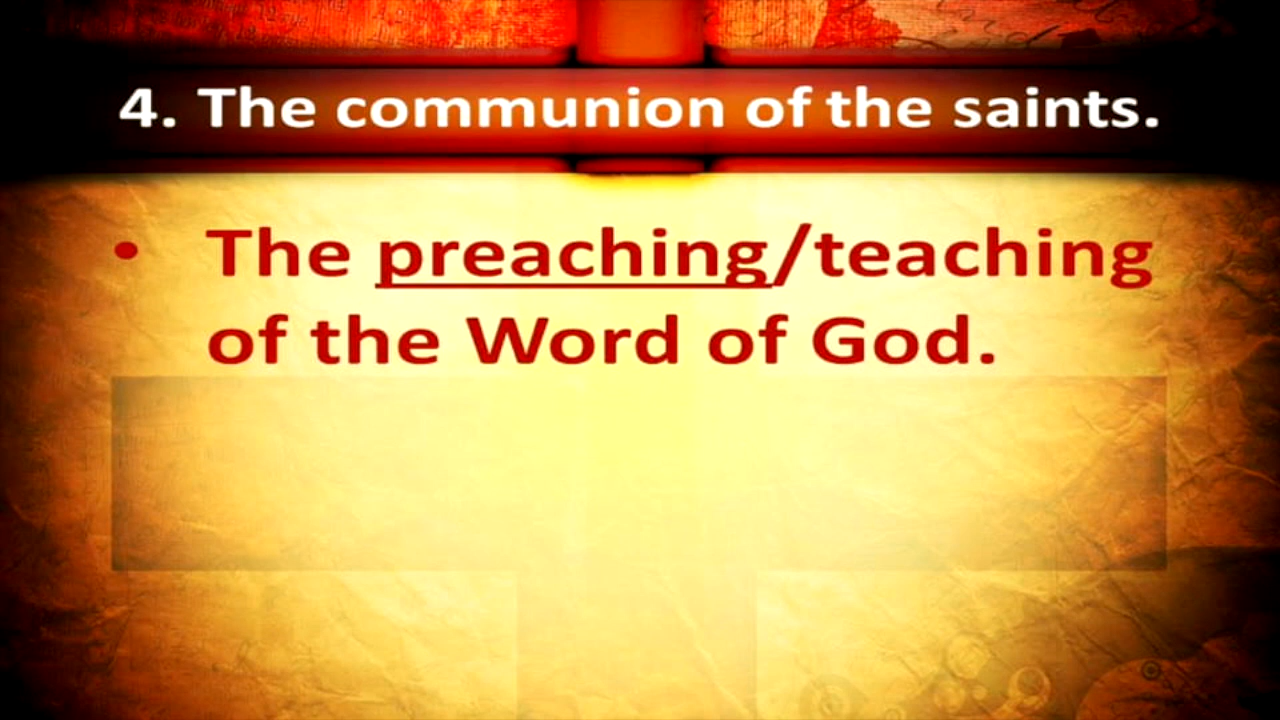 4. The communion of the saints.
• The preaching/teaching
of the Word of God.